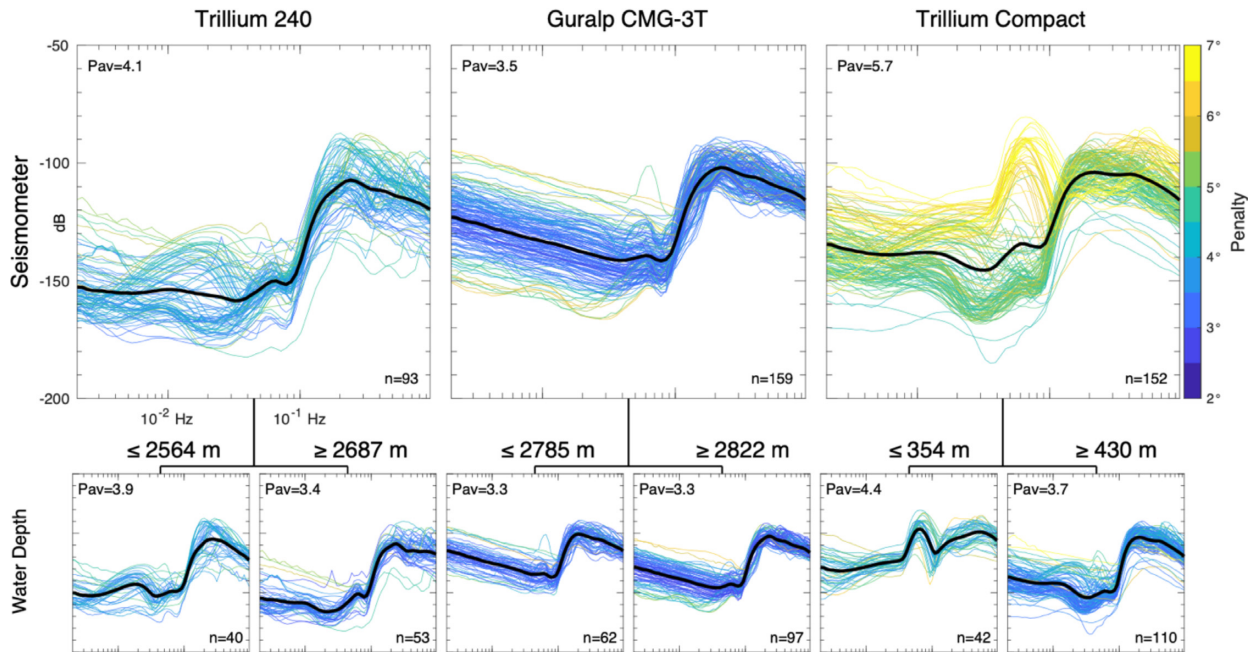 Trillium 240 Guralp CMG-3T Trillium Compact
-50
Pav=4.1 Pav=3.5 Pav=5.7 7°
6°
-100
Seismometer dB 5° Penalty
4°
-150
3°
n=93 n=159 n=152
-200 2°
10-2 Hz 10-1 Hz
≤ 2564 m ≥ 2687 m ≤ 2785 m ≥ 2822 m ≤ 354 m ≥ 430 m
Pav=3.9 Pav=3.4 Pav=3.3 Pav=3.3 Pav=4.4 Pav=3.7
Water Depth
n=40 n=53 n=62 n=97 n=42 n=110